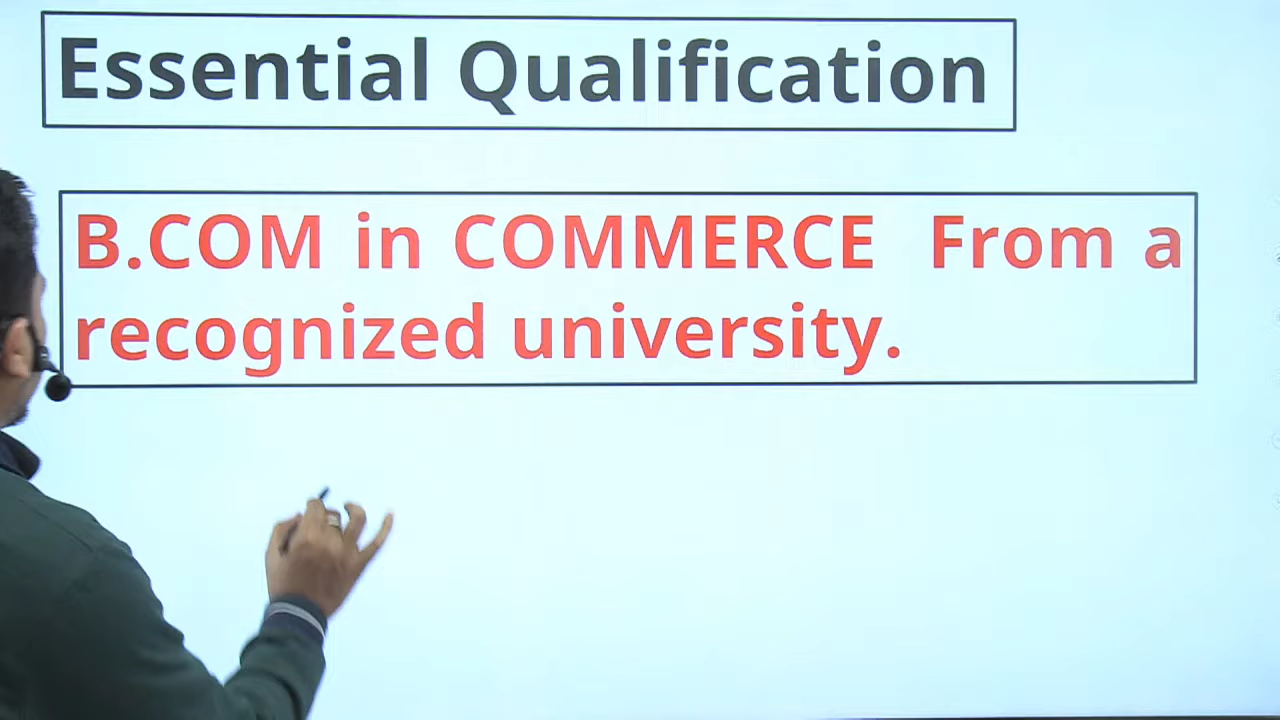 Essential Qualification
B.COM in COMMERCE From a
recognized university.